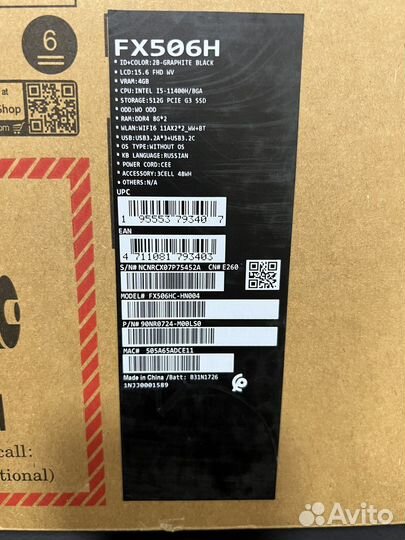 6
at
Shop
com
FX506H
• ID+COLOR:2B-GRAPHITE BLACK
• LCD:15.6 FHD WV
• VRAM:4GB
• CPU:INTEL I5-11400H/BGA
• STORAGE:512G PCIE G3 SSD
• ODD:WO ODD
• RAM:DDR4 8G*2
• WLAN:WIFI6 11AX2*2_WW+BT
• USB:USB3.2A*3+USB3.2C
• OS TYPE:WITHOUT OS
• KB LANGUAGE:RUSSIAN
• POWER CORD:CEE
• ACCESSORY:3CELL 48WH
• OTHERS:N/A
UPC
1 95553 79340 7
EAN
4 711081 793403
S/N# NCNRCX07P75452A CN# E260
MODEL# FX506HC-HN004
P/N# 90NR0724-M00LS0
MAC# 505A65ADCE11
Made in China /Batt: B31N1726
1NJJ0001589
call:
tional)
Avito